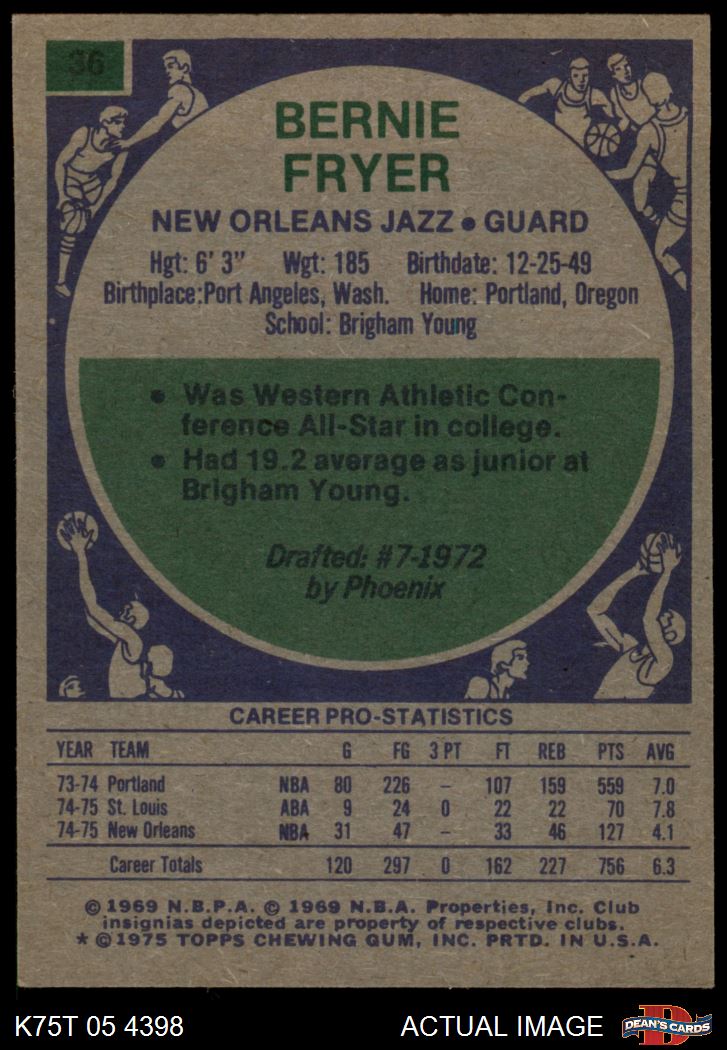 36
BERNIE
FRYER
NEW ORLEANS JAZZ • GUARD
Hgt: 6' 3" Wgt: 185 Birthdate: 12-25-49
Birthplace: Port Angeles, Wash. Home: Portland, Oregon
School: Brigham Young
• Was Western Athletic Con-
ference All-Star in college.
• Had 19.2 average as junior at
Brigham Young.
Drafted: #7-1972
by Phoenix
CAREER PRO-STATISTICS
YEAR TEAM G FG 3 PT FT REB PTS AVG
73-74 Portland NBA 80 226 – 107 159 559 7.0
74-75 St. Louis ABA 9 24 0 22 22 70 7.8
74-75 New Orleans NBA 31 47 – 33 46 127 4.1
Career Totals 120 297 0 162 227 756 6.3
© 1969 N.B.P.A. © 1969 N.B.A. Properties, Inc. Club
insignias depicted are property of respective clubs.
* © 1975 TOPPS CHEWING GUM, INC. PRTD. IN U.S.A.
K75T 05 4398 ACTUAL IMAGE DEAN'S CARDS